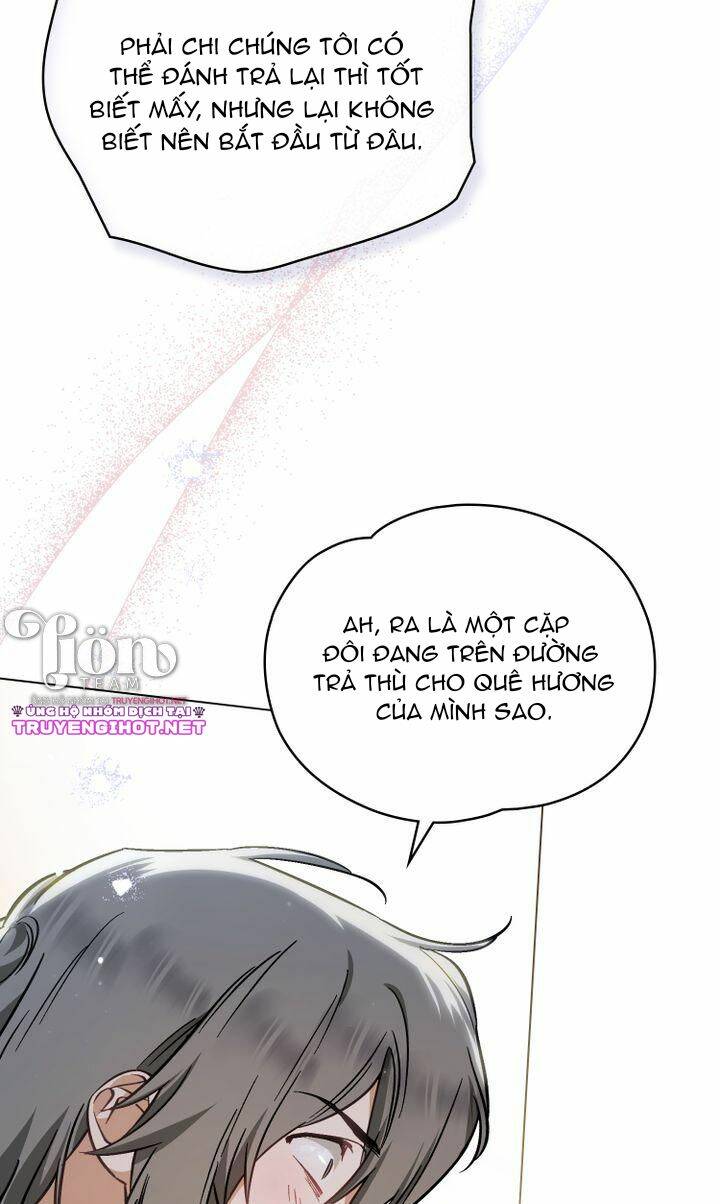 PHẢI CHI CHÚNG TÔI CÓ
THỂ ĐÁNH TRẢ LẠI THÌ TỐT
BIẾT MẤY, NHƯNG LẠI KHÔNG
BIẾT NÊN BẮT ĐẦU TỪ ĐÂU.
AH, RA LÀ MỘT CẶP
ĐÔI ĐANG TRÊN ĐƯỜNG
TRẢ THÙ CHO QUÊ HƯƠNG
CỦA MÌNH SAO.
TEAM
TRUYENGIHOT.NET
ỦNG HỘ NHÓM DỊCH TẠI
TRUYENGIHOT.NET